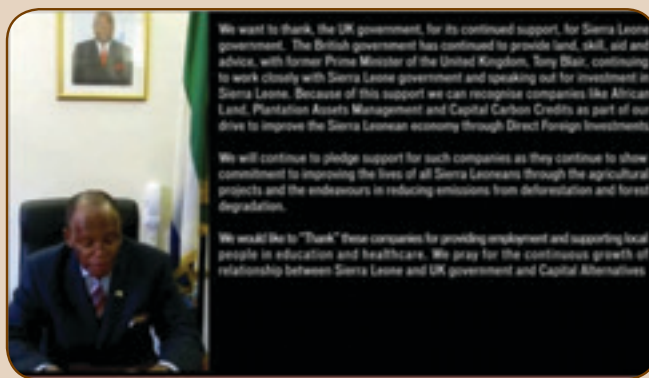 We want to thank, the UK government, for its continued support, for Sierra Leone
government. The British government has continued to provide land, skill, aid and
advice, with former Prime Minister of the United Kingdom, Tony Blair, continuing
to work closely with Sierra Leone government and speaking out for investment in
Sierra Leone. Because of this support we can recognise companies like African
Land, Plantation Assets Management and Capital Carbon Credits as part of our
drive to improve the Sierra Leonean economy through Direct Foreign Investments
We will continue to pledge support for such companies as they continue to show
commitment to improving the lives of all Sierra Leoneans through the agricultural
projects and the endeavours in reducing emissions from deforestation and forest
degradation.
We would like to "Thank" these companies for providing employment and supporting local
people in education and healthcare. We pray for the continuous growth of
relationship between Sierra Leone and UK government and Capital Alternatives